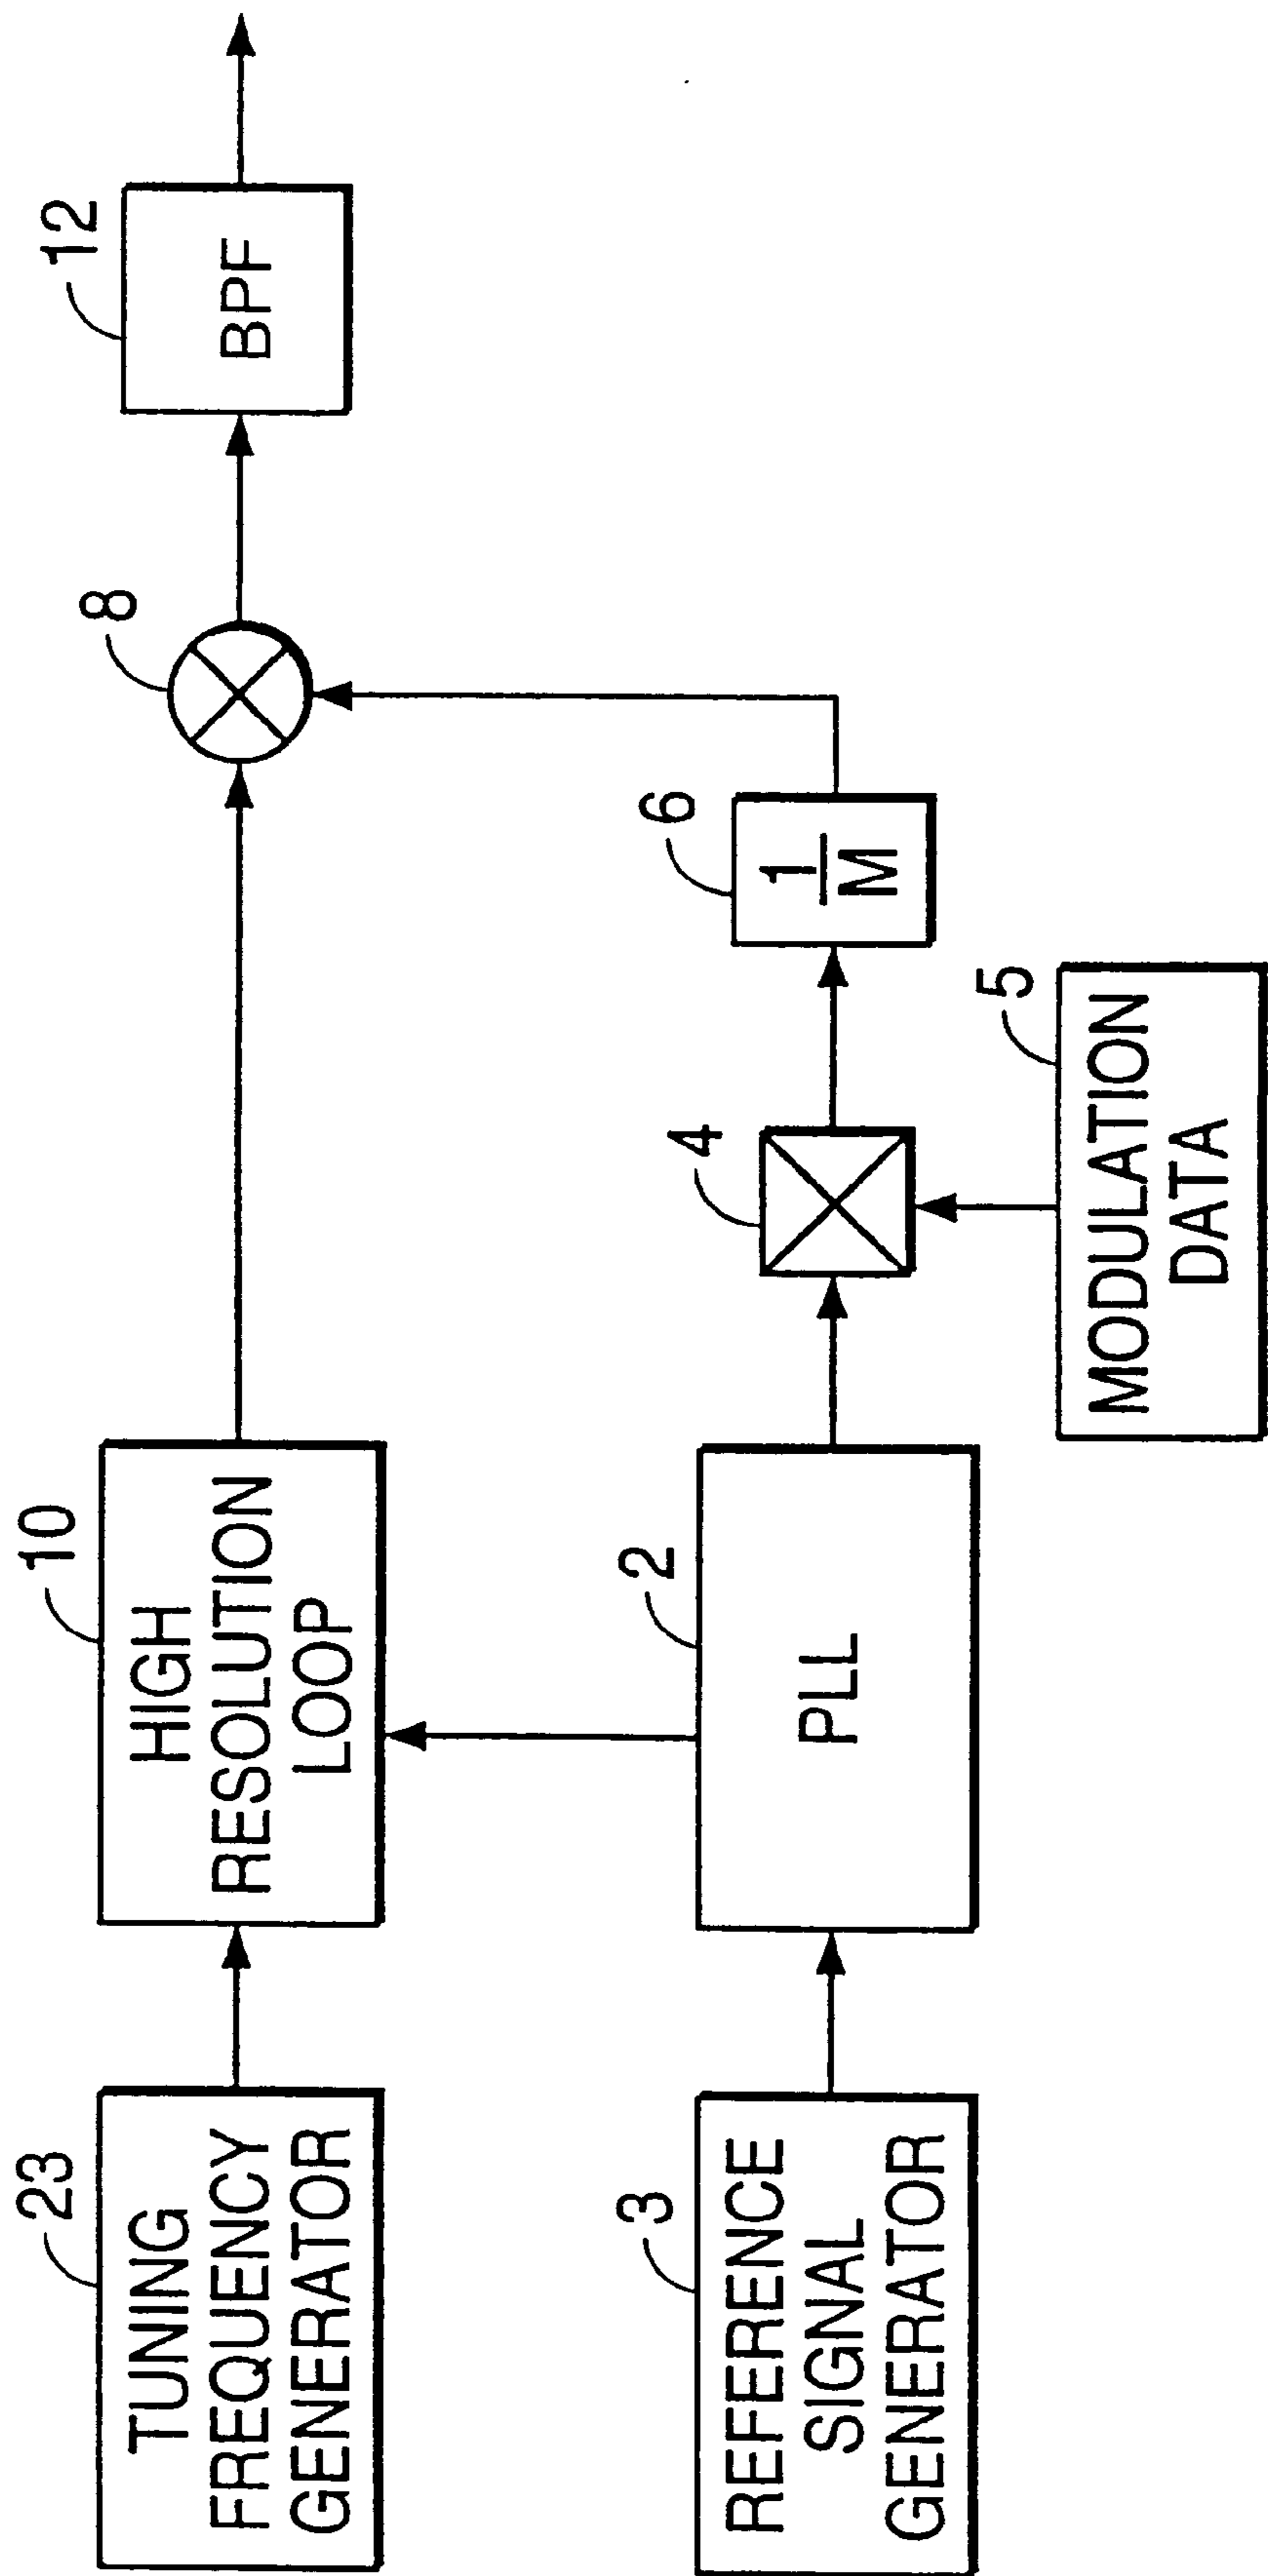 23
TUNING
FREQUENCY
GENERATOR
10
HIGH
RESOLUTION
LOOP
8
12
BPF
3
REFERENCE
SIGNAL
GENERATOR
2
PLL
4
6
1
M
5
MODULATION
DATA